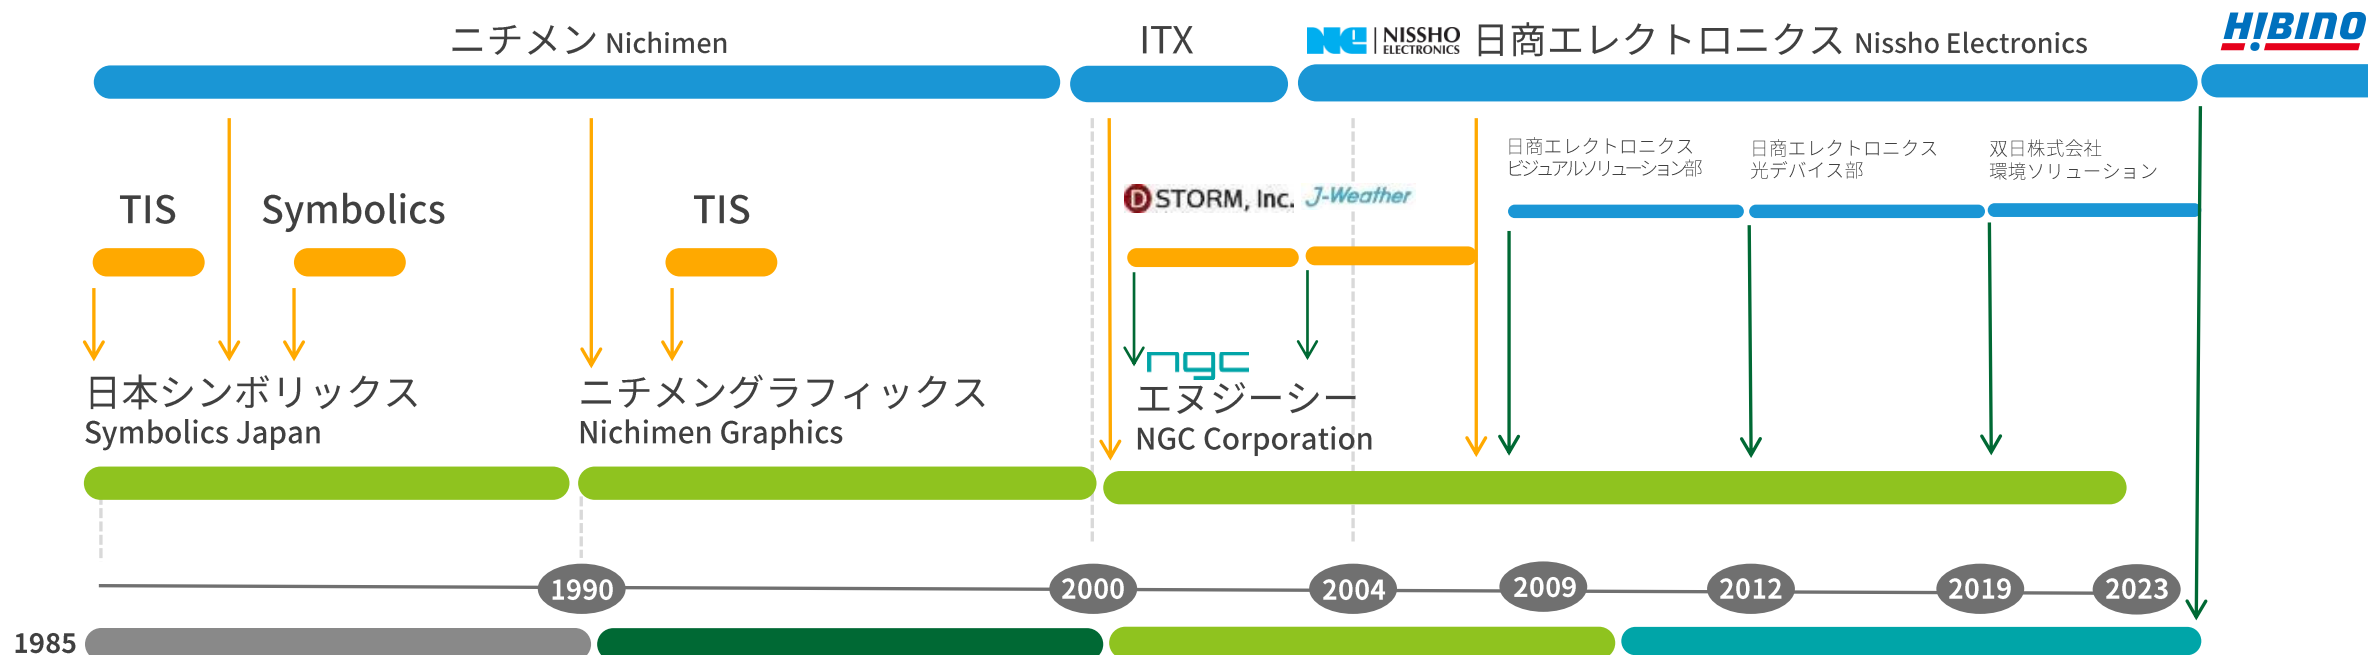 ニチメン Nichimen
ITX
NISSHO ELECTRONICS
日商エレクトロニクス Nissho Electronics
HIBINO
日商エレクトロニクス
ビジュアルソリューション部
日商エレクトロニクス
光デバイス部
双日株式会社
環境ソリューション
TIS
Symbolics
TIS
D STORM, Inc.
J-Weather
日本シンボリックス
Symbolics Japan
ニチメングラフィックス
Nichimen Graphics
ngc
エヌジーシー
NGC Corporation
1990
2000
2004
2009
2012
2019
2023
1985